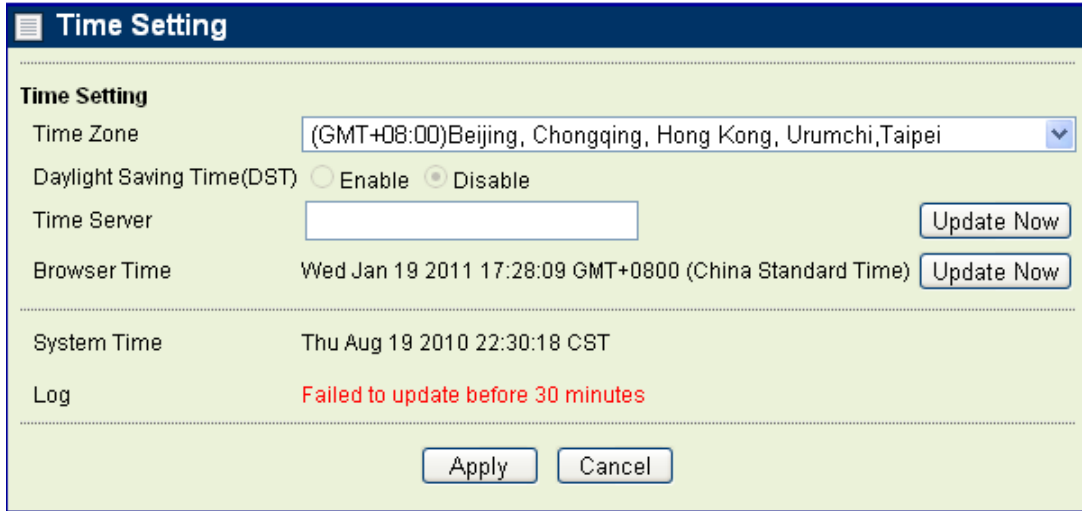 Time Setting
Time Setting
Time Zone (GMT+08:00)Beijing, Chongqing, Hong Kong, Urumchi,Taipei
Daylight Saving Time(DST) Enable Disable
Time Server Update Now
Browser Time Wed Jan 19 2011 17:28:09 GMT+0800 (China Standard Time) Update Now
System Time Thu Aug 19 2010 22:30:18 CST
Log Failed to update before 30 minutes
Apply Cancel